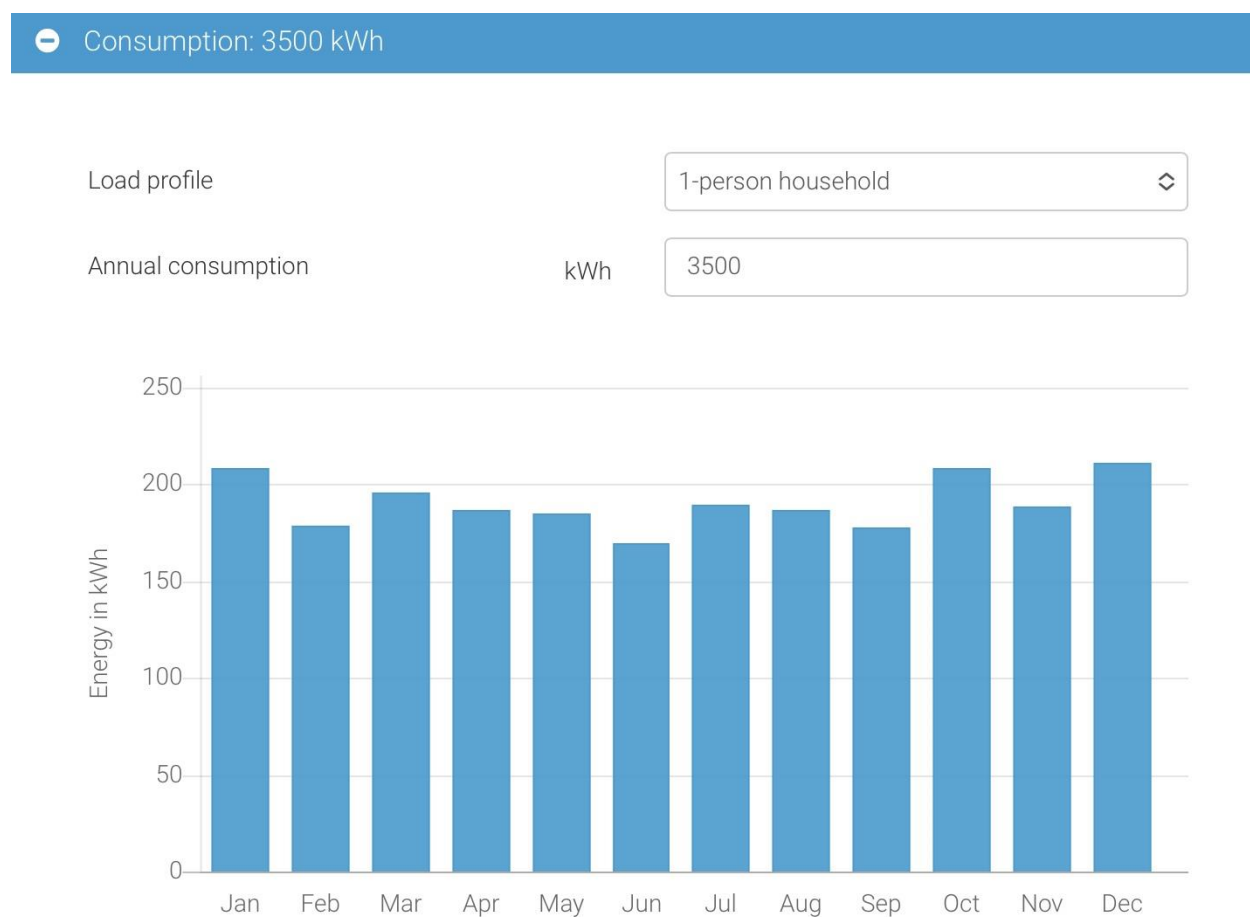 Consumption: 3500 kWh
Load profile
1-person household
Annual consumption
kWh
3500
Energy in kWh
250
200
150
100
50
0
Jan Feb Mar Apr May Jun Jul Aug Sep Oct Nov Dec